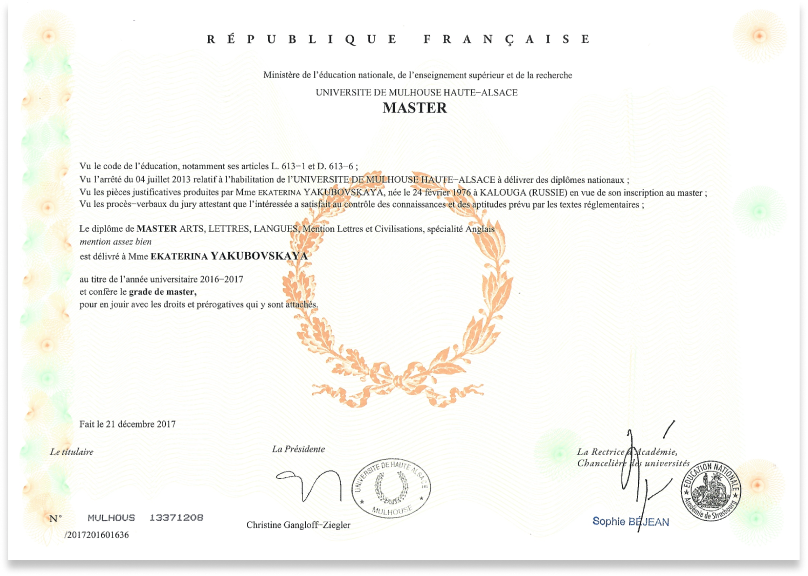 RÉPUBLIQUE FRANÇAISE
Ministère de l'éducation nationale, de l'enseignement supérieur et de la recherche
UNIVERSITE DE MULHOUSE HAUTE-ALSACE
MASTER
Vu le code de l'éducation, notamment ses articles L. 613-1 et D. 613-6 ;
Vu l'arrêté du 04 juillet 2013 relatif à l'habilitation de l'UNIVERSITE DE MULHOUSE HAUTE-ALSACE à délivrer des diplômes nationaux ;
Vu les pièces justificatives produites par Mme EKATERINA YAKUBOVSKAYA, née le 24 février 1976 à KALOUGA (RUSSIE) en vue de son inscription au master ;
Vu les procès-verbaux du jury attestant que l'intéressée a satisfait au contrôle des connaissances et des aptitudes prévu par les textes réglementaires ;
Le diplôme de MASTER ARTS, LETTRES, LANGUES, Mention Lettres et Civilisations, spécialité Anglais
mention assez bien
est délivré à Mme EKATERINA YAKUBOVSKAYA
au titre de l'année universitaire 2016-2017
et confère le grade de master,
pour en jouir avec les droits et prérogatives qui y sont attachés.
Fait le 21 décembre 2017
Le titulaire
La Présidente
La Rectrice d'Académie,
Chancelière des universités
UNIVERSITE DE HAUTE-ALSACE
MULHOUSE
EDUCATION NATIONALE
Académie de Strasbourg
Christine Gangloff-Ziegler
Sophie BÉJEAN
N° MULHOUS 13371208
/2017201601636